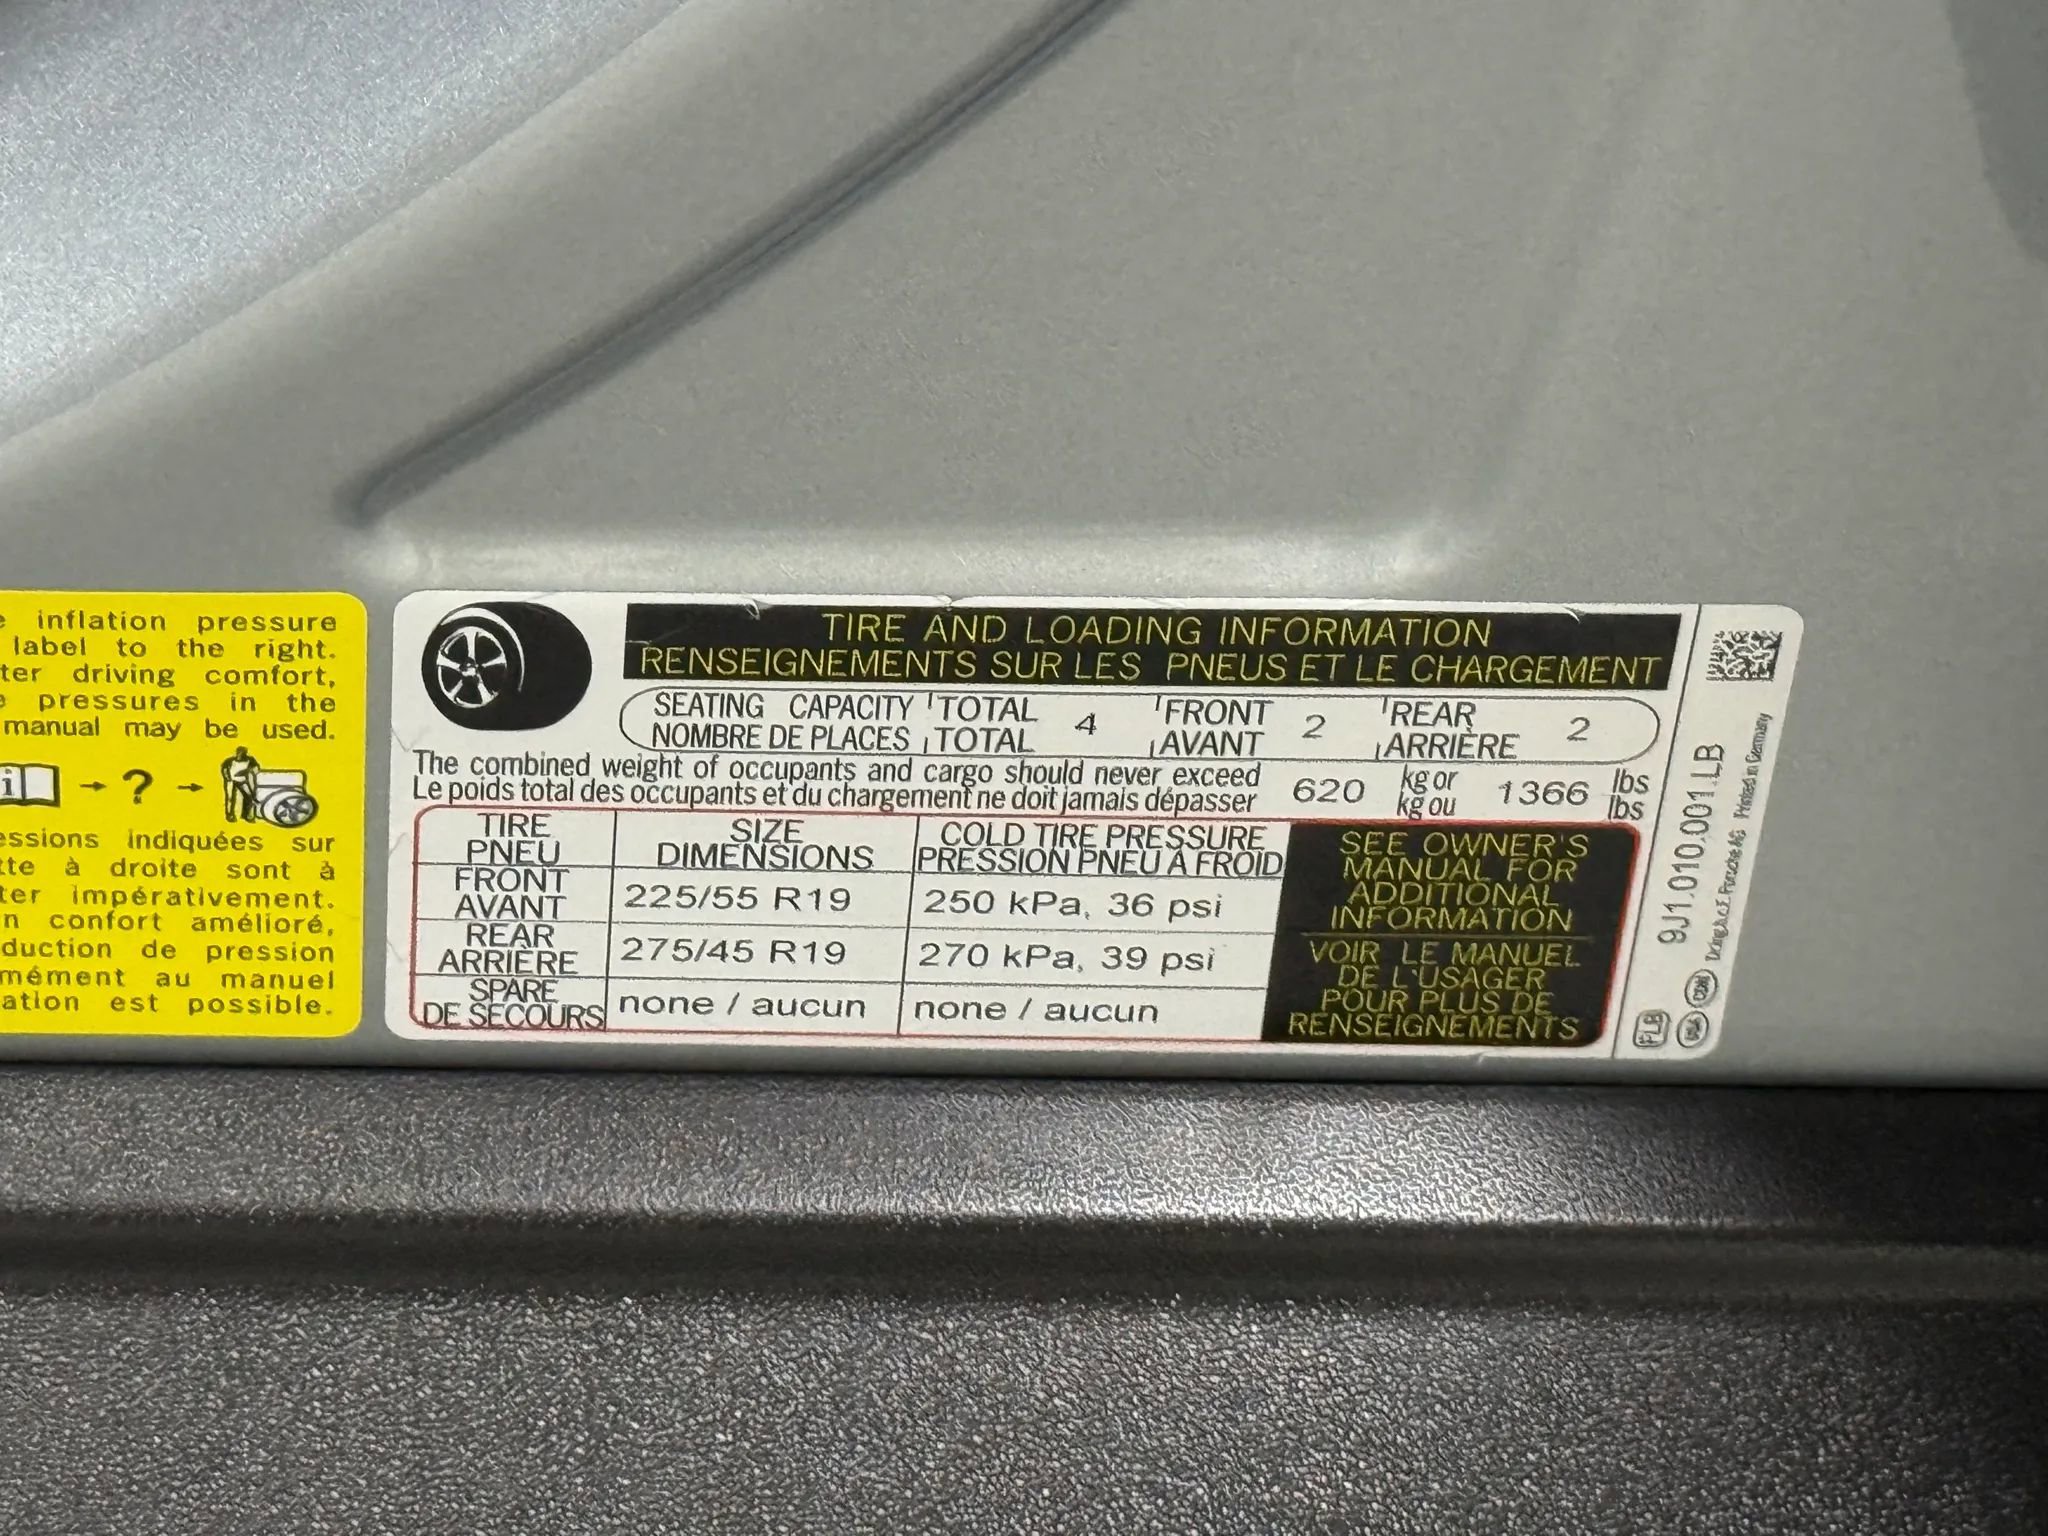 inflation pressure
label to the right.
driving comfort,
pressures in the
manual may be used.
i → ? →
indiquées sur
à droite sont à
impérativement.
confort amélioré,
de pression
au manuel
est possible.
TIRE AND LOADING INFORMATION
RENSEIGNEMENTS SUR LES PNEUS ET LE CHARGEMENT
SEATING CAPACITY TOTAL 4 FRONT 2 REAR 2
NOMBRE DE PLACES TOTAL AVANT ARRIÈRE
The combined weight of occupants and cargo should never exceed 620 kg or 1366 lbs
Le poids total des occupants et du chargement ne doit jamais dépasser kg ou lbs
TIRE SIZE COLD TIRE PRESSURE
PNEU DIMENSIONS PRESSION PNEU À FROID
FRONT
AVANT 225/55 R19 250 kPa, 36 psi
REAR
ARRIÈRE 275/45 R19 270 kPa, 39 psi
SPARE
DE SECOURS none / aucun none / aucun
SEE OWNER'S
MANUAL FOR
ADDITIONAL
INFORMATION
VOIR LE MANUEL
DE L'USAGER
POUR PLUS DE
RENSEIGNEMENTS
9J1.010.001.LB
Porsche AG Printed in Germany
FLB